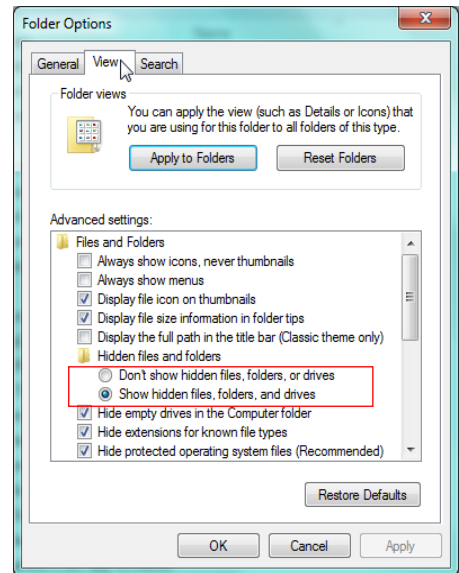 Folder Options
General View Search
Folder views
You can apply the view (such as Details or Icons) that
you are using for this folder to all folders of this type.
Apply to Folders Reset Folders
Advanced settings:
Files and Folders
Always show icons, never thumbnails
Always show menus
Display file icon on thumbnails
Display file size information in folder tips
Display the full path in the title bar (Classic theme only)
Hidden files and folders
Don't show hidden files, folders, or drives
Show hidden files, folders, and drives
Hide empty drives in the Computer folder
Hide extensions for known file types
Hide protected operating system files (Recommended)
Restore Defaults
OK Cancel Apply